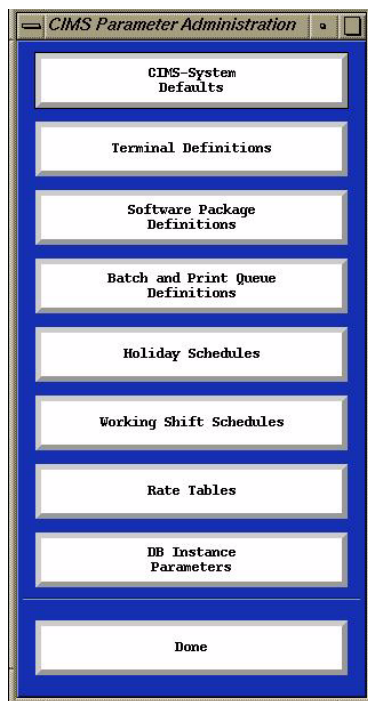 CIMS Parameter Administration
CIMS-System
Defaults
Terminal Definitions
Software Package
Definitions
Batch and Print Queue
Definitions
Holiday Schedules
Working Shift Schedules
Rate Tables
DB Instance
Parameters
Done